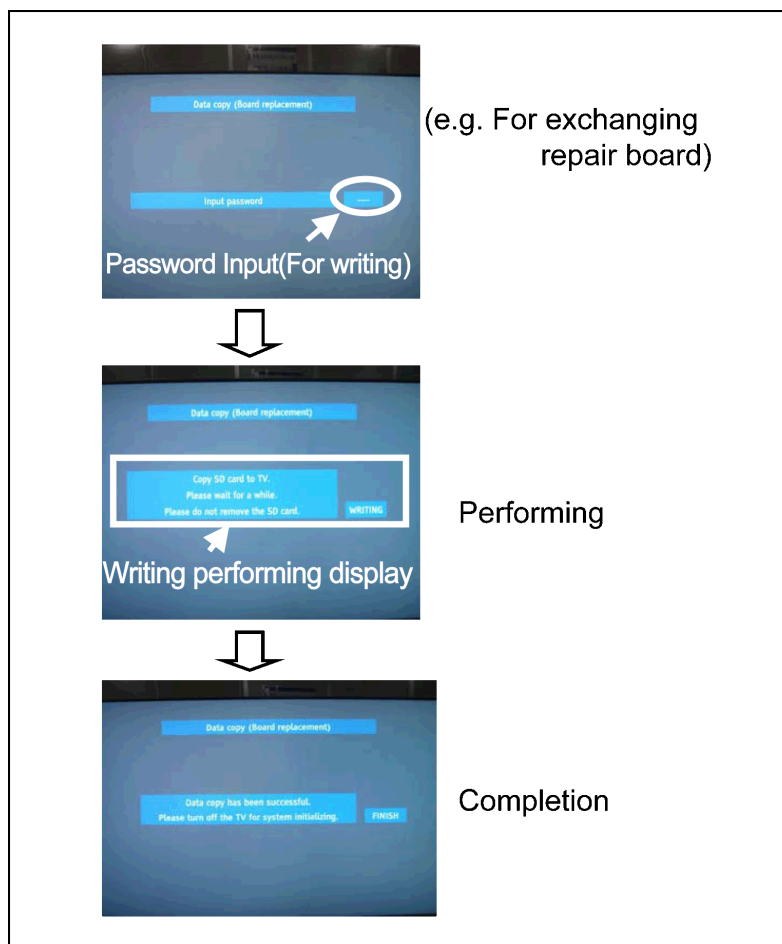 Data copy (Board replacement)
(e.g. For exchanging
repair board)
Input password
Password Input(For writing)
Data copy (Board replacement)
Copy SD card to TV.
Please wait for a while.
Please do not remove the SD card.
WRITING
Performing
Writing performing display
Data copy (Board replacement)
Data copy has been successful.
Please turn off the TV for system initializing.
FINISH
Completion